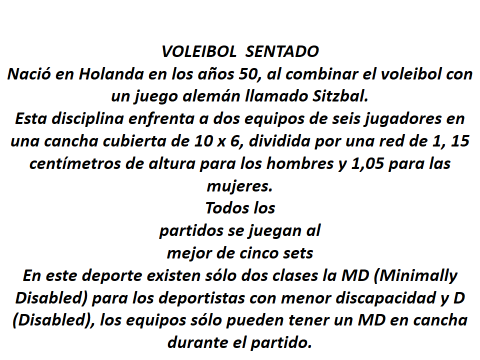 VOLEIBOL  SENTADO
Nació en Holanda en los años 50, al combinar el voleibol con
un juego alemán llamado Sitzbal.
Esta disciplina enfrenta a dos equipos de seis jugadores en
una cancha cubierta de 10 x 6, dividida por una red de 1, 15
centímetros de altura para los hombres y 1,05 para las
mujeres.
Todos los
partidos se juegan al
mejor de cinco sets
En este deporte existen sólo dos clases la MD (Minimally
Disabled) para los deportistas con menor discapacidad y D
(Disabled), los equipos sólo pueden tener un MD en cancha
durante el partido.